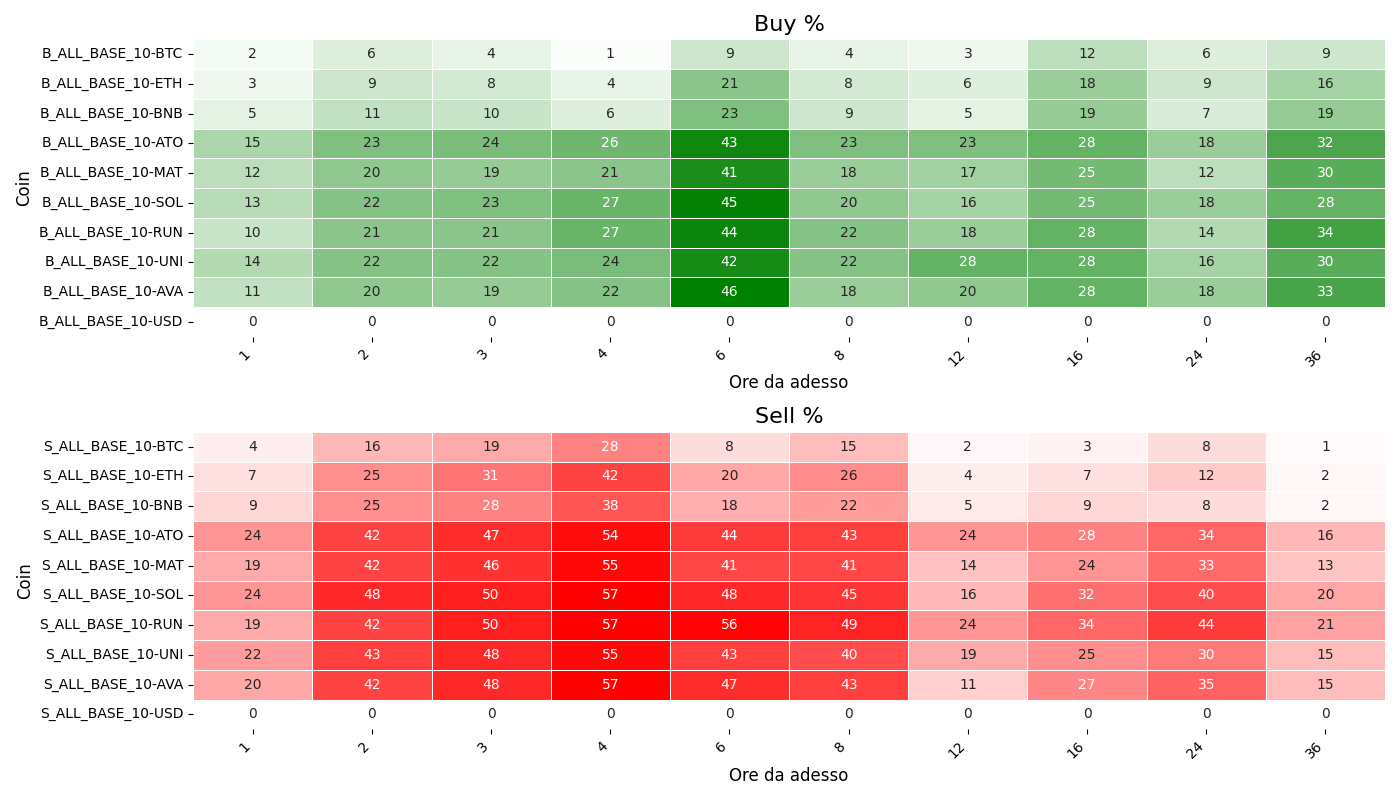 Buy %
Coin
B_ALL_BASE_10-BTC 2 6 4 1 9 4 3 12 6 9
B_ALL_BASE_10-ETH 3 9 8 4 21 8 6 18 9 16
B_ALL_BASE_10-BNB 5 11 10 6 23 9 5 19 7 19
B_ALL_BASE_10-ATO 15 23 24 26 43 23 23 28 18 32
B_ALL_BASE_10-MAT 12 20 19 21 41 18 17 25 12 30
B_ALL_BASE_10-SOL 13 22 23 27 45 20 16 25 18 28
B_ALL_BASE_10-RUN 10 21 21 27 44 22 18 28 14 34
B_ALL_BASE_10-UNI 14 22 22 24 42 22 28 28 16 30
B_ALL_BASE_10-AVA 11 20 19 22 46 18 20 28 18 33
B_ALL_BASE_10-USD 0 0 0 0 0 0 0 0 0 0
1 2 3 4 6 8 12 16 24 36
Ore da adesso
Sell %
Coin
S_ALL_BASE_10-BTC 4 16 19 28 8 15 2 3 8 1
S_ALL_BASE_10-ETH 7 25 31 42 20 26 4 7 12 2
S_ALL_BASE_10-BNB 9 25 28 38 18 22 5 9 8 2
S_ALL_BASE_10-ATO 24 42 47 54 44 43 24 28 34 16
S_ALL_BASE_10-MAT 19 42 46 55 41 41 14 24 33 13
S_ALL_BASE_10-SOL 24 48 50 57 48 45 16 32 40 20
S_ALL_BASE_10-RUN 19 42 50 57 56 49 24 34 44 21
S_ALL_BASE_10-UNI 22 43 48 55 43 40 19 25 30 15
S_ALL_BASE_10-AVA 20 42 48 57 47 43 11 27 35 15
S_ALL_BASE_10-USD 0 0 0 0 0 0 0 0 0 0
1 2 3 4 6 8 12 16 24 36
Ore da adesso